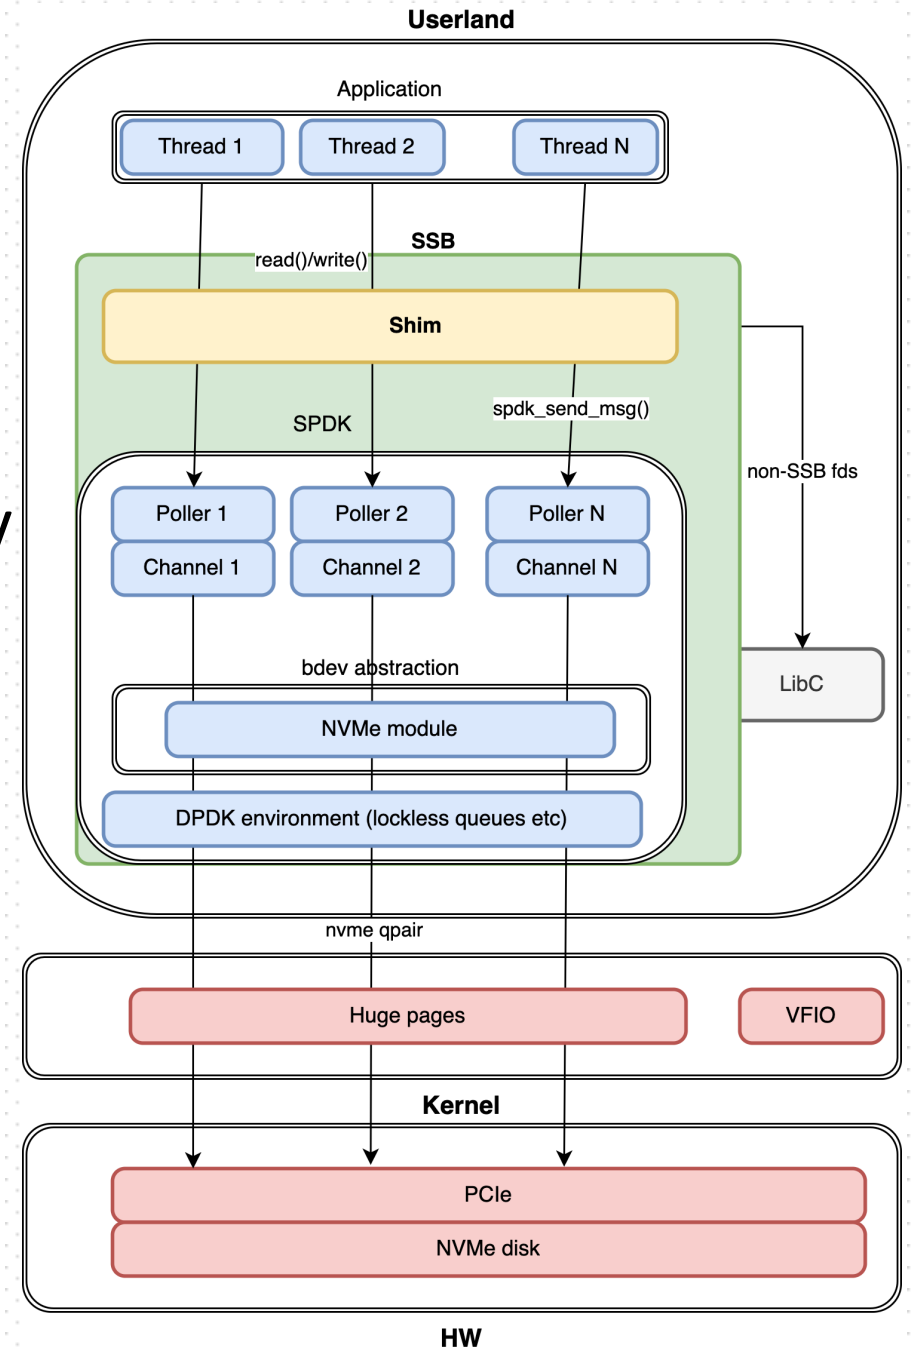 Userland
Application
Thread 1
Thread 2
Thread N
SSB
read()/write()
Shim
spdk_send_msg()
SPDK
non-SSB fds
Poller 1
Poller 2
Poller N
Channel 1
Channel 2
Channel N
bdev abstraction
LibC
NVMe module
DPDK environment (lockless queues etc)
nvme qpair
Huge pages
VFIO
Kernel
PCIe
NVMe disk
HW